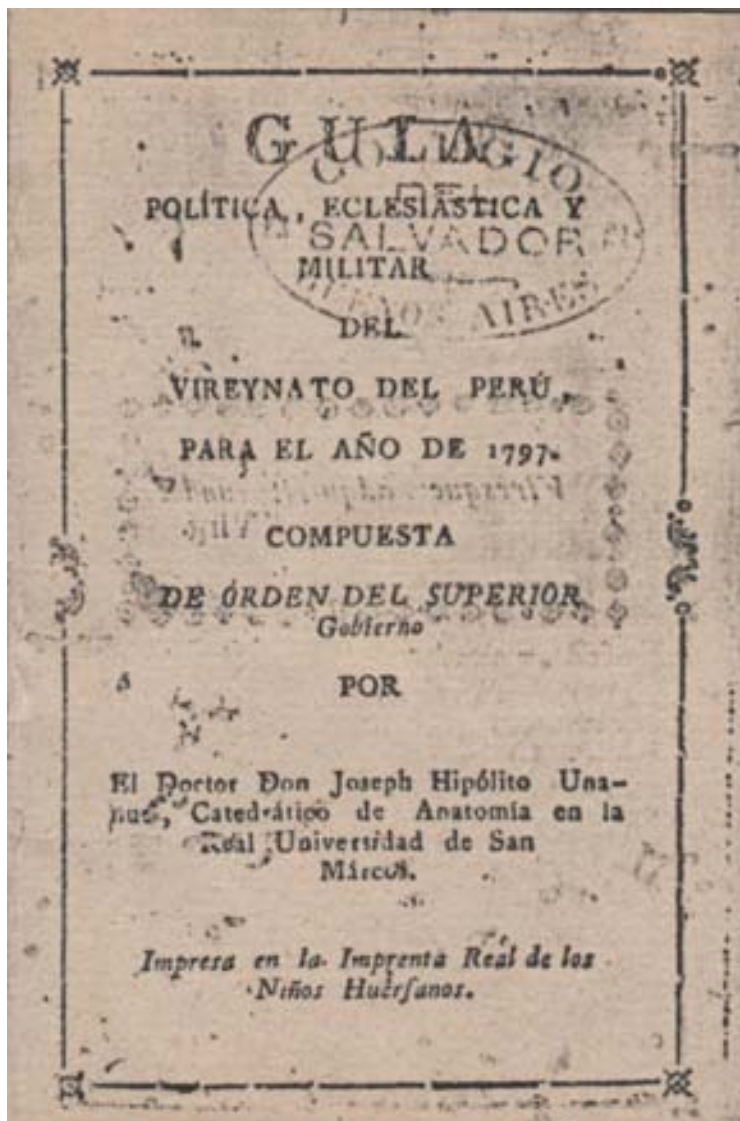 GUIA
POLÍTICA, ECLESIÁSTICA Y
MILITAR
DEL
VIREYNATO DEL PERÚ,
PARA EL AÑO DE 1797.
COMPUESTA
DE ÓRDEN DEL SUPERIOR
Gobierno
POR
El Doctor Don Joseph Hipólito Una-
nue, Catedrático de Anatomía en la
Real Universidad de San
Márcos.
Impresa en la Imprenta Real de los
Niños Huérfanos.
COLEGIO
DEL
SALVADOR
BUENOS AIRES